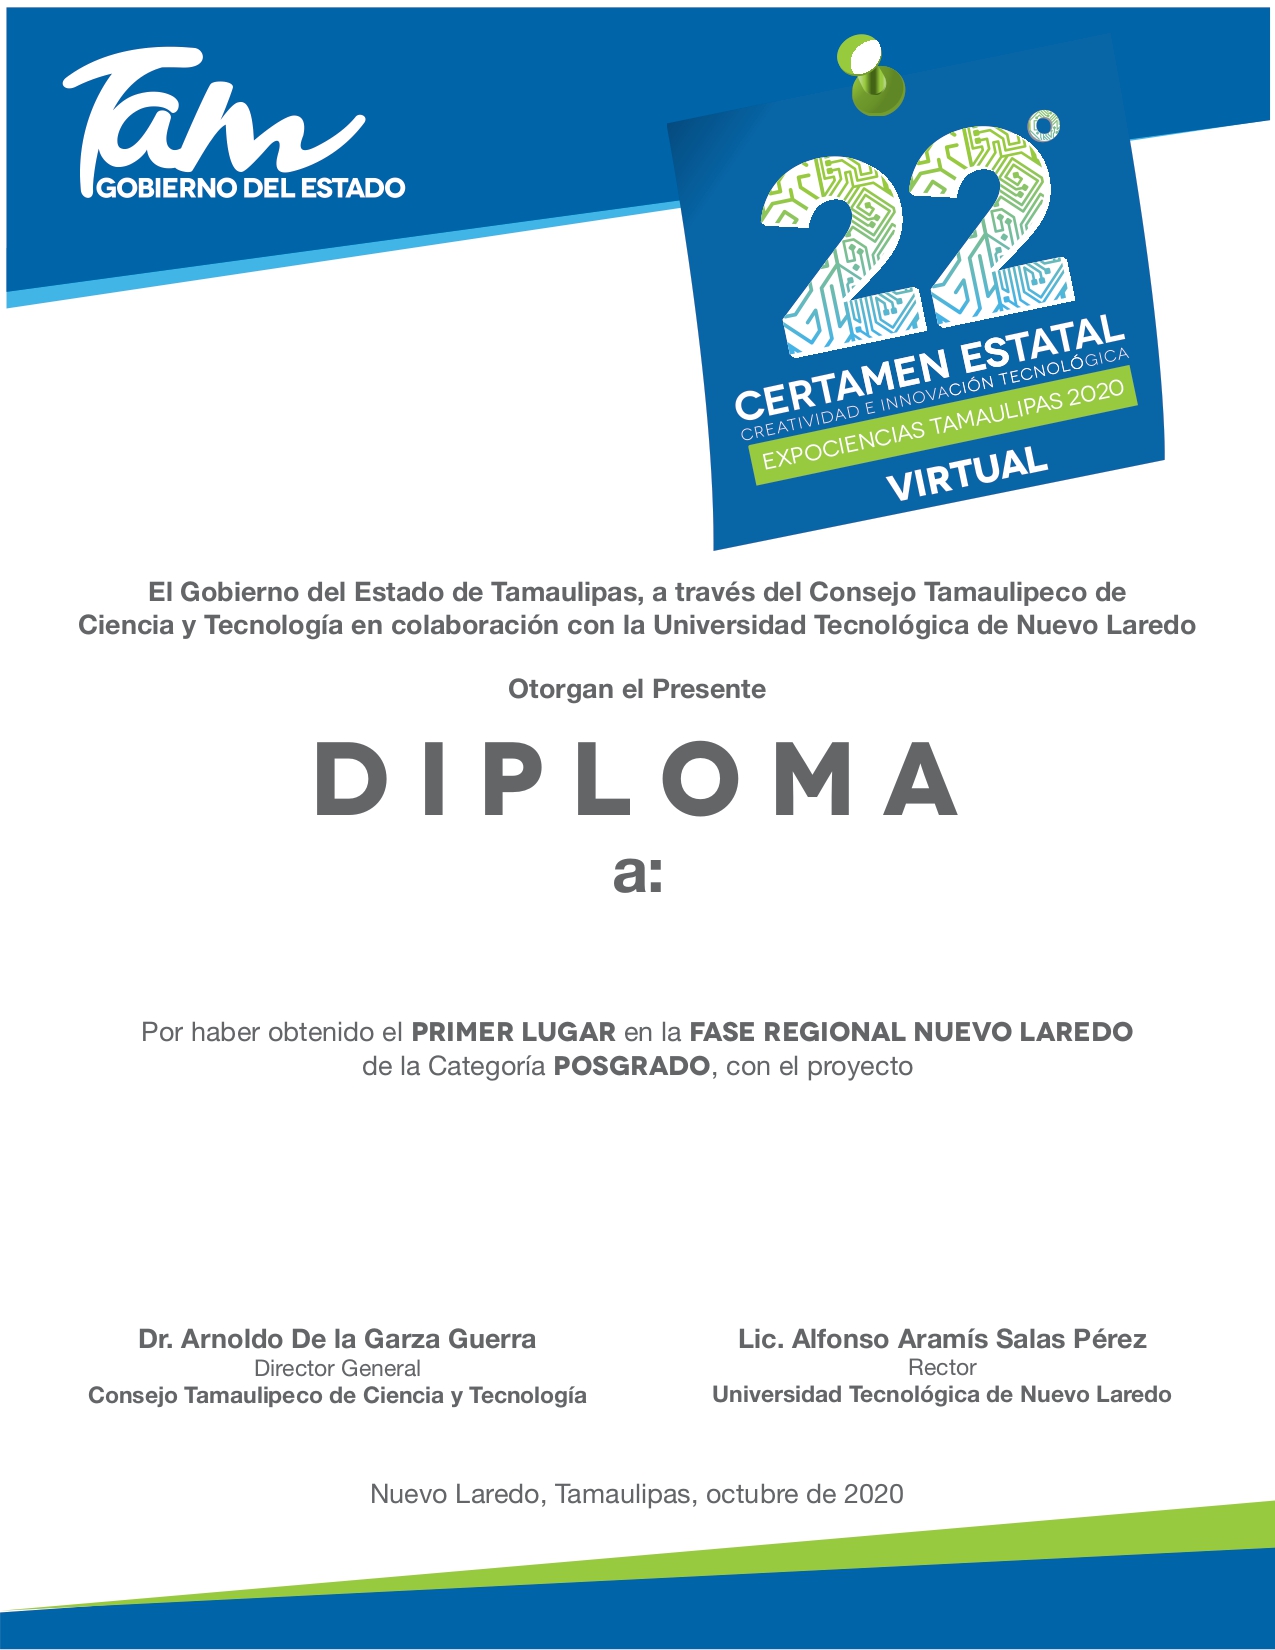 Tam
GOBIERNO DEL ESTADO
22°
CERTAMEN ESTATAL
CREATIVIDAD E INNOVACIÓN TECNOLÓGICA
EXPOCIENCIAS TAMAULIPAS 2020
VIRTUAL
El Gobierno del Estado de Tamaulipas, a través del Consejo Tamaulipeco de
Ciencia y Tecnología en colaboración con la Universidad Tecnológica de Nuevo Laredo
Otorgan el Presente
DIPLOMA
a:
Por haber obtenido el PRIMER LUGAR en la FASE REGIONAL NUEVO LAREDO
de la Categoría POSGRADO, con el proyecto
Dr. Arnoldo De la Garza Guerra
Director General
Consejo Tamaulipeco de Ciencia y Tecnología
Lic. Alfonso Aramís Salas Pérez
Rector
Universidad Tecnológica de Nuevo Laredo
Nuevo Laredo, Tamaulipas, octubre de 2020